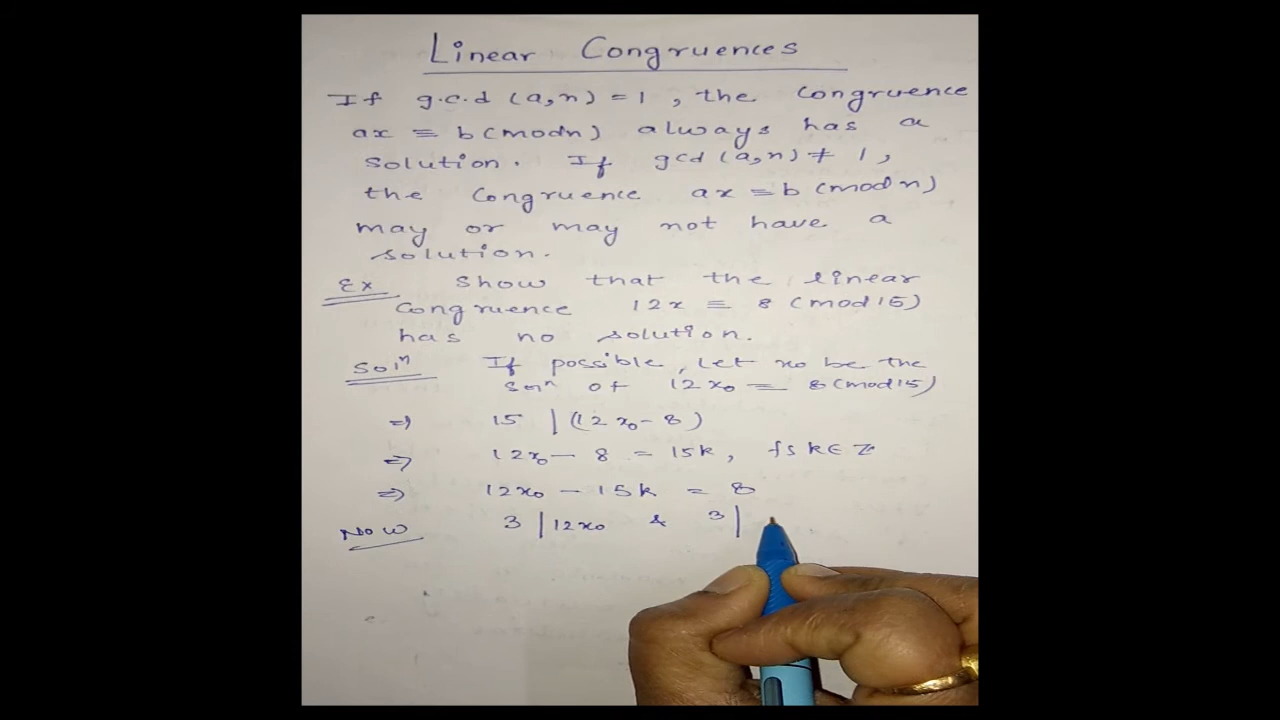 Linear Congruences
If g.c.d (a,n) = 1, the congruence
ax ≡ b(modn) always has a
solution. If gcd (a,n) ≠ 1,
the congruence ax ≡ b (mod n)
may or may not have a
solution.
Ex Show that the linear
congruence 12x ≡ 8 (mod 15)
has no solution.
Solⁿ If possible, Let x₀ be the
solⁿ of 12x₀ ≡ 8(mod15)
⇒ 15 | (12x₀ - 8)
⇒ 12x₀ - 8 = 15k, fs k∈Z
⇒ 12x₀ - 15k = 8
Now 3 | 12x₀ & 3 |